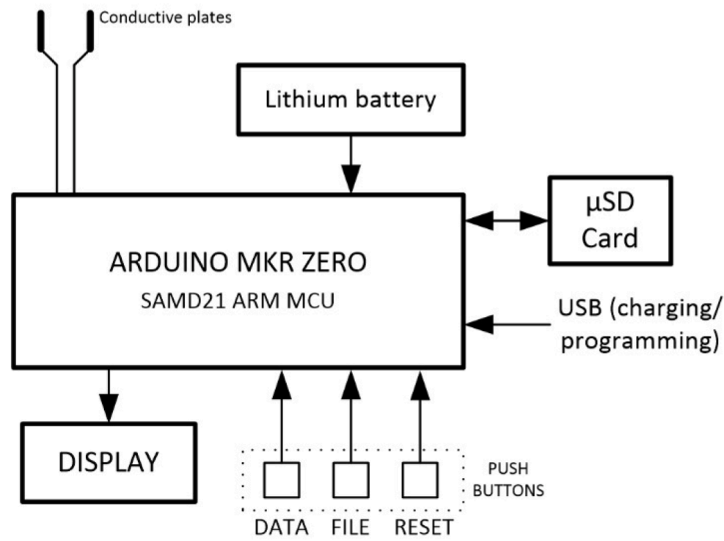 Conductive plates
Lithium battery
µSD
Card
ARDUINO MKR ZERO
SAMD21 ARM MCU
USB (charging/
programming)
DISPLAY
PUSH
BUTTONS
DATA FILE RESET